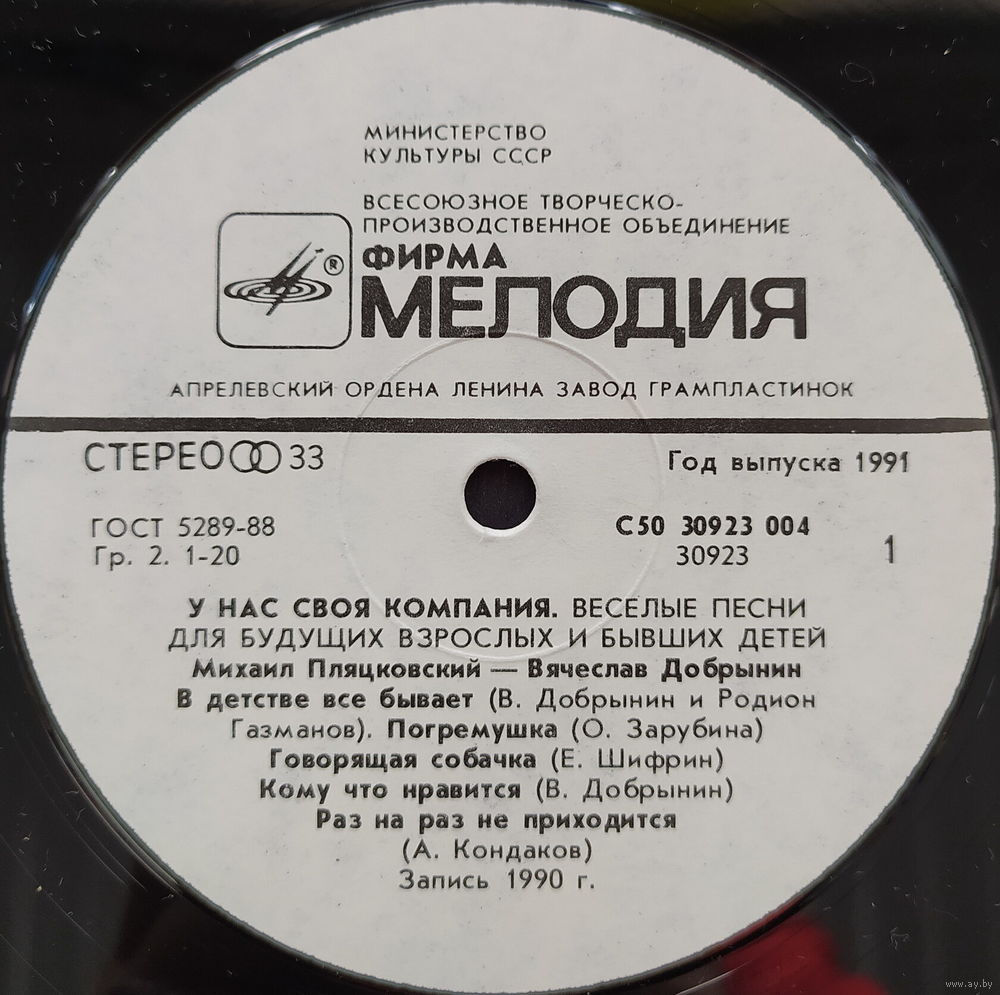 МИНИСТЕРСТВО
КУЛЬТУРЫ СССР
ВСЕСОЮЗНОЕ ТВОРЧЕСКО-
ПРОИЗВОДСТВЕННОЕ ОБЪЕДИНЕНИЕ
ФИРМА
®
МЕЛОДИЯ
АПРЕЛЕВСКИЙ ОРДЕНА ЛЕНИНА ЗАВОД ГРАМПЛАСТИНОК
СТЕРЕО 33
Год выпуска 1991
ГОСТ 5289-88
С50 30923 004
Гр. 2. 1-20
30923
1
У НАС СВОЯ КОМПАНИЯ. ВЕСЕЛЫЕ ПЕСНИ
ДЛЯ БУДУЩИХ ВЗРОСЛЫХ И БЫВШИХ ДЕТЕЙ
Михаил Пляцковский — Вячеслав Добрынин
В детстве все бывает (В. Добрынин и Родион
Газманов). Погремушка (О. Зарубина)
Говорящая собачка (Е. Шифрин)
Кому что нравится (В. Добрынин)
Раз на раз не приходится
(А. Кондаков)
Запись 1990 г.
www.ay.by